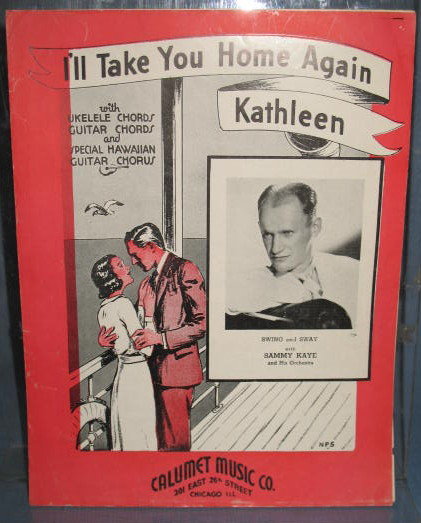 I'll Take You Home Again
Kathleen
with
UKELELE CHORDS
GUITAR CHORDS
and
SPECIAL HAWAIIAN
GUITAR CHORUS
SWING and SWAY
with
SAMMY KAYE
and His Orchestra
NPS
CALUMET MUSIC CO.
201 EAST 26th STREET
CHICAGO ILL.